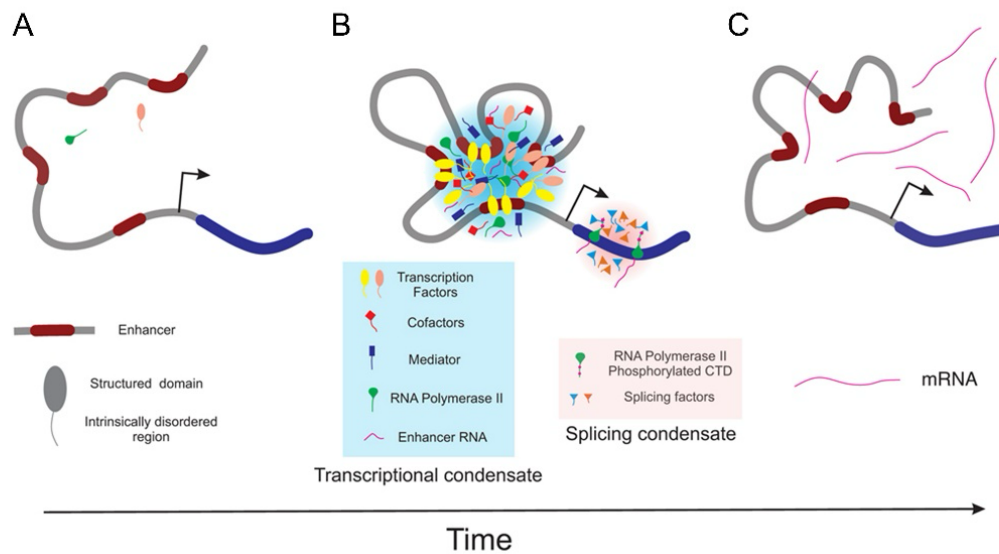 A
B
C
Enhancer
Structured domain
Intrinsically disordered
region
Transcription
Factors
Cofactors
Mediator
RNA Polymerase II
Enhancer RNA
Transcriptional condensate
RNA Polymerase II
Phosphorylated CTD
Splicing factors
Splicing condensate
mRNA
Time